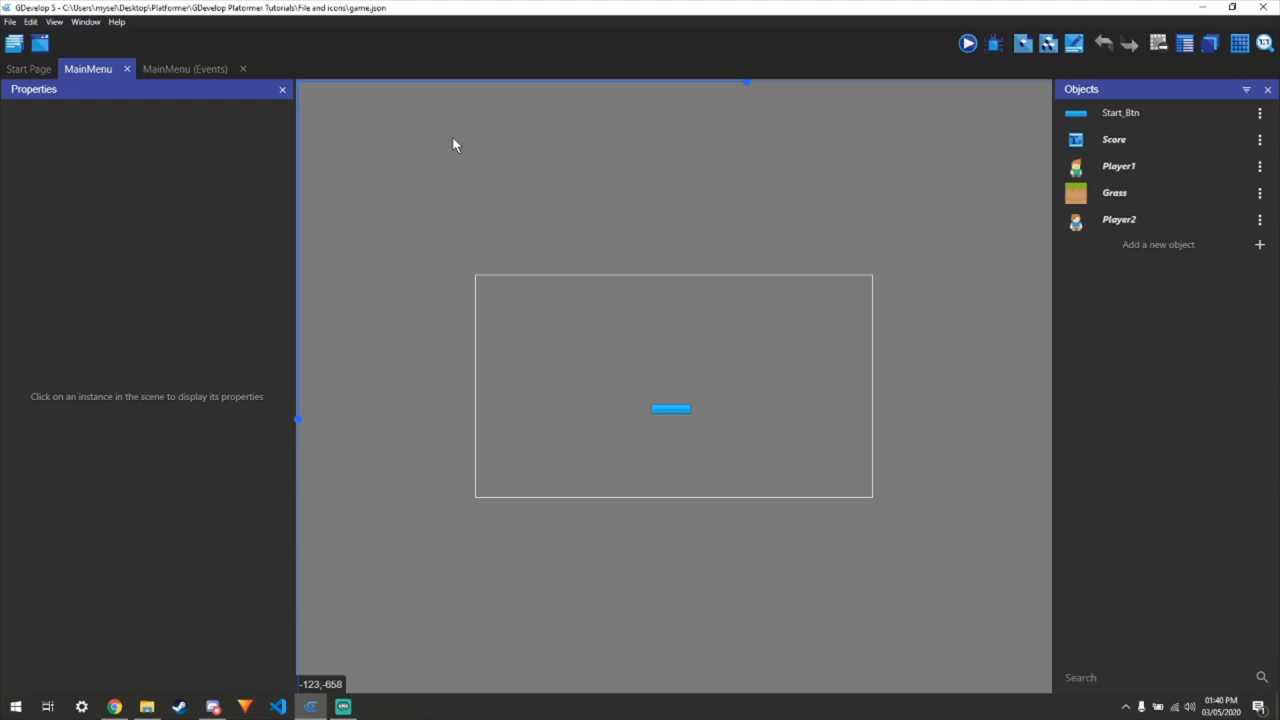 GDevelop 5 - C:\Users\mysel\Desktop\Platformer\GDevelop Platormer Tutorials\File and icons\game.json
File Edit View Window Help
1:1
Start Page MainMenu MainMenu (Events)
Properties
Objects
Start_Btn
Score
Player1
Grass
Player2
Add a new object
Click on an instance in the scene to display its properties
Search
-123,-658
01:40 PM
03/05/2020